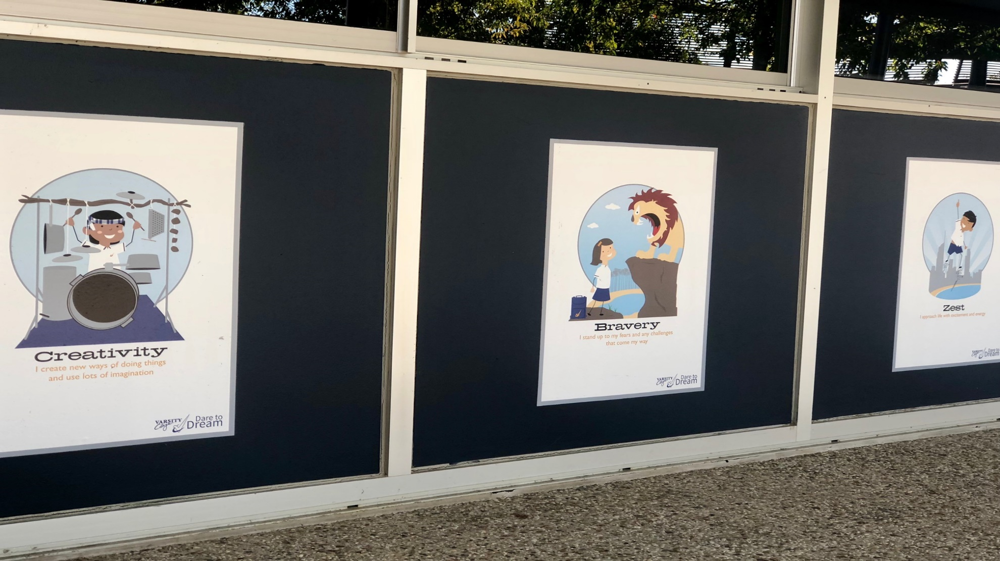 Creativity
I create new ways of doing things
and use lots of imagination
VARSITY
College
Dare to
Dream
Bravery
I stand up to my fears and any challenges
that come my way
VARSITY
College
Dare to
Dream
Zest
I approach life with excitement and energy
VARSITY
College
Dare to
Dream